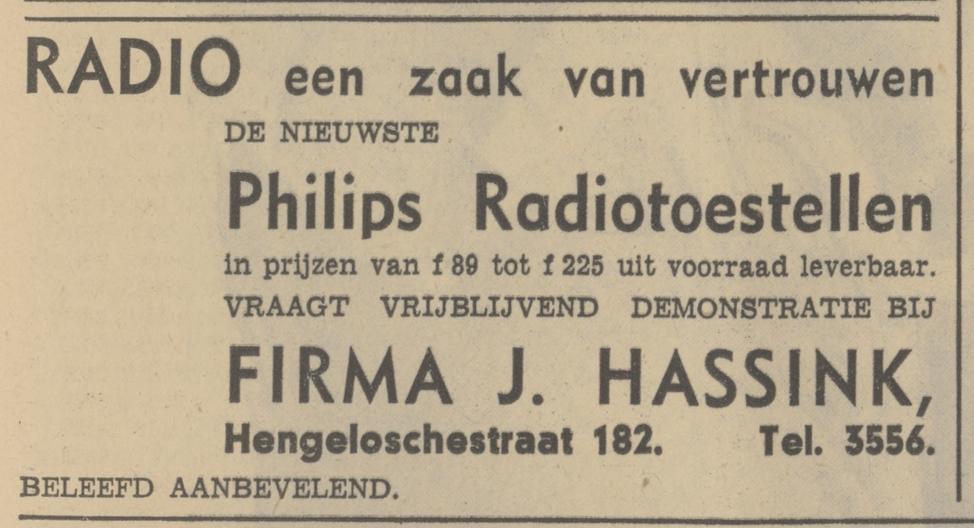 RADIO een zaak van vertrouwen
DE NIEUWSTE
Philips Radiotoestellen
in prijzen van f 89 tot f 225 uit voorraad leverbaar.
VRAAGT VRIJBLIJVEND DEMONSTRATIE BIJ
FIRMA J. HASSINK,
Hengeloschestraat 182. Tel. 3556.
BELEEFD AANBEVELEND.